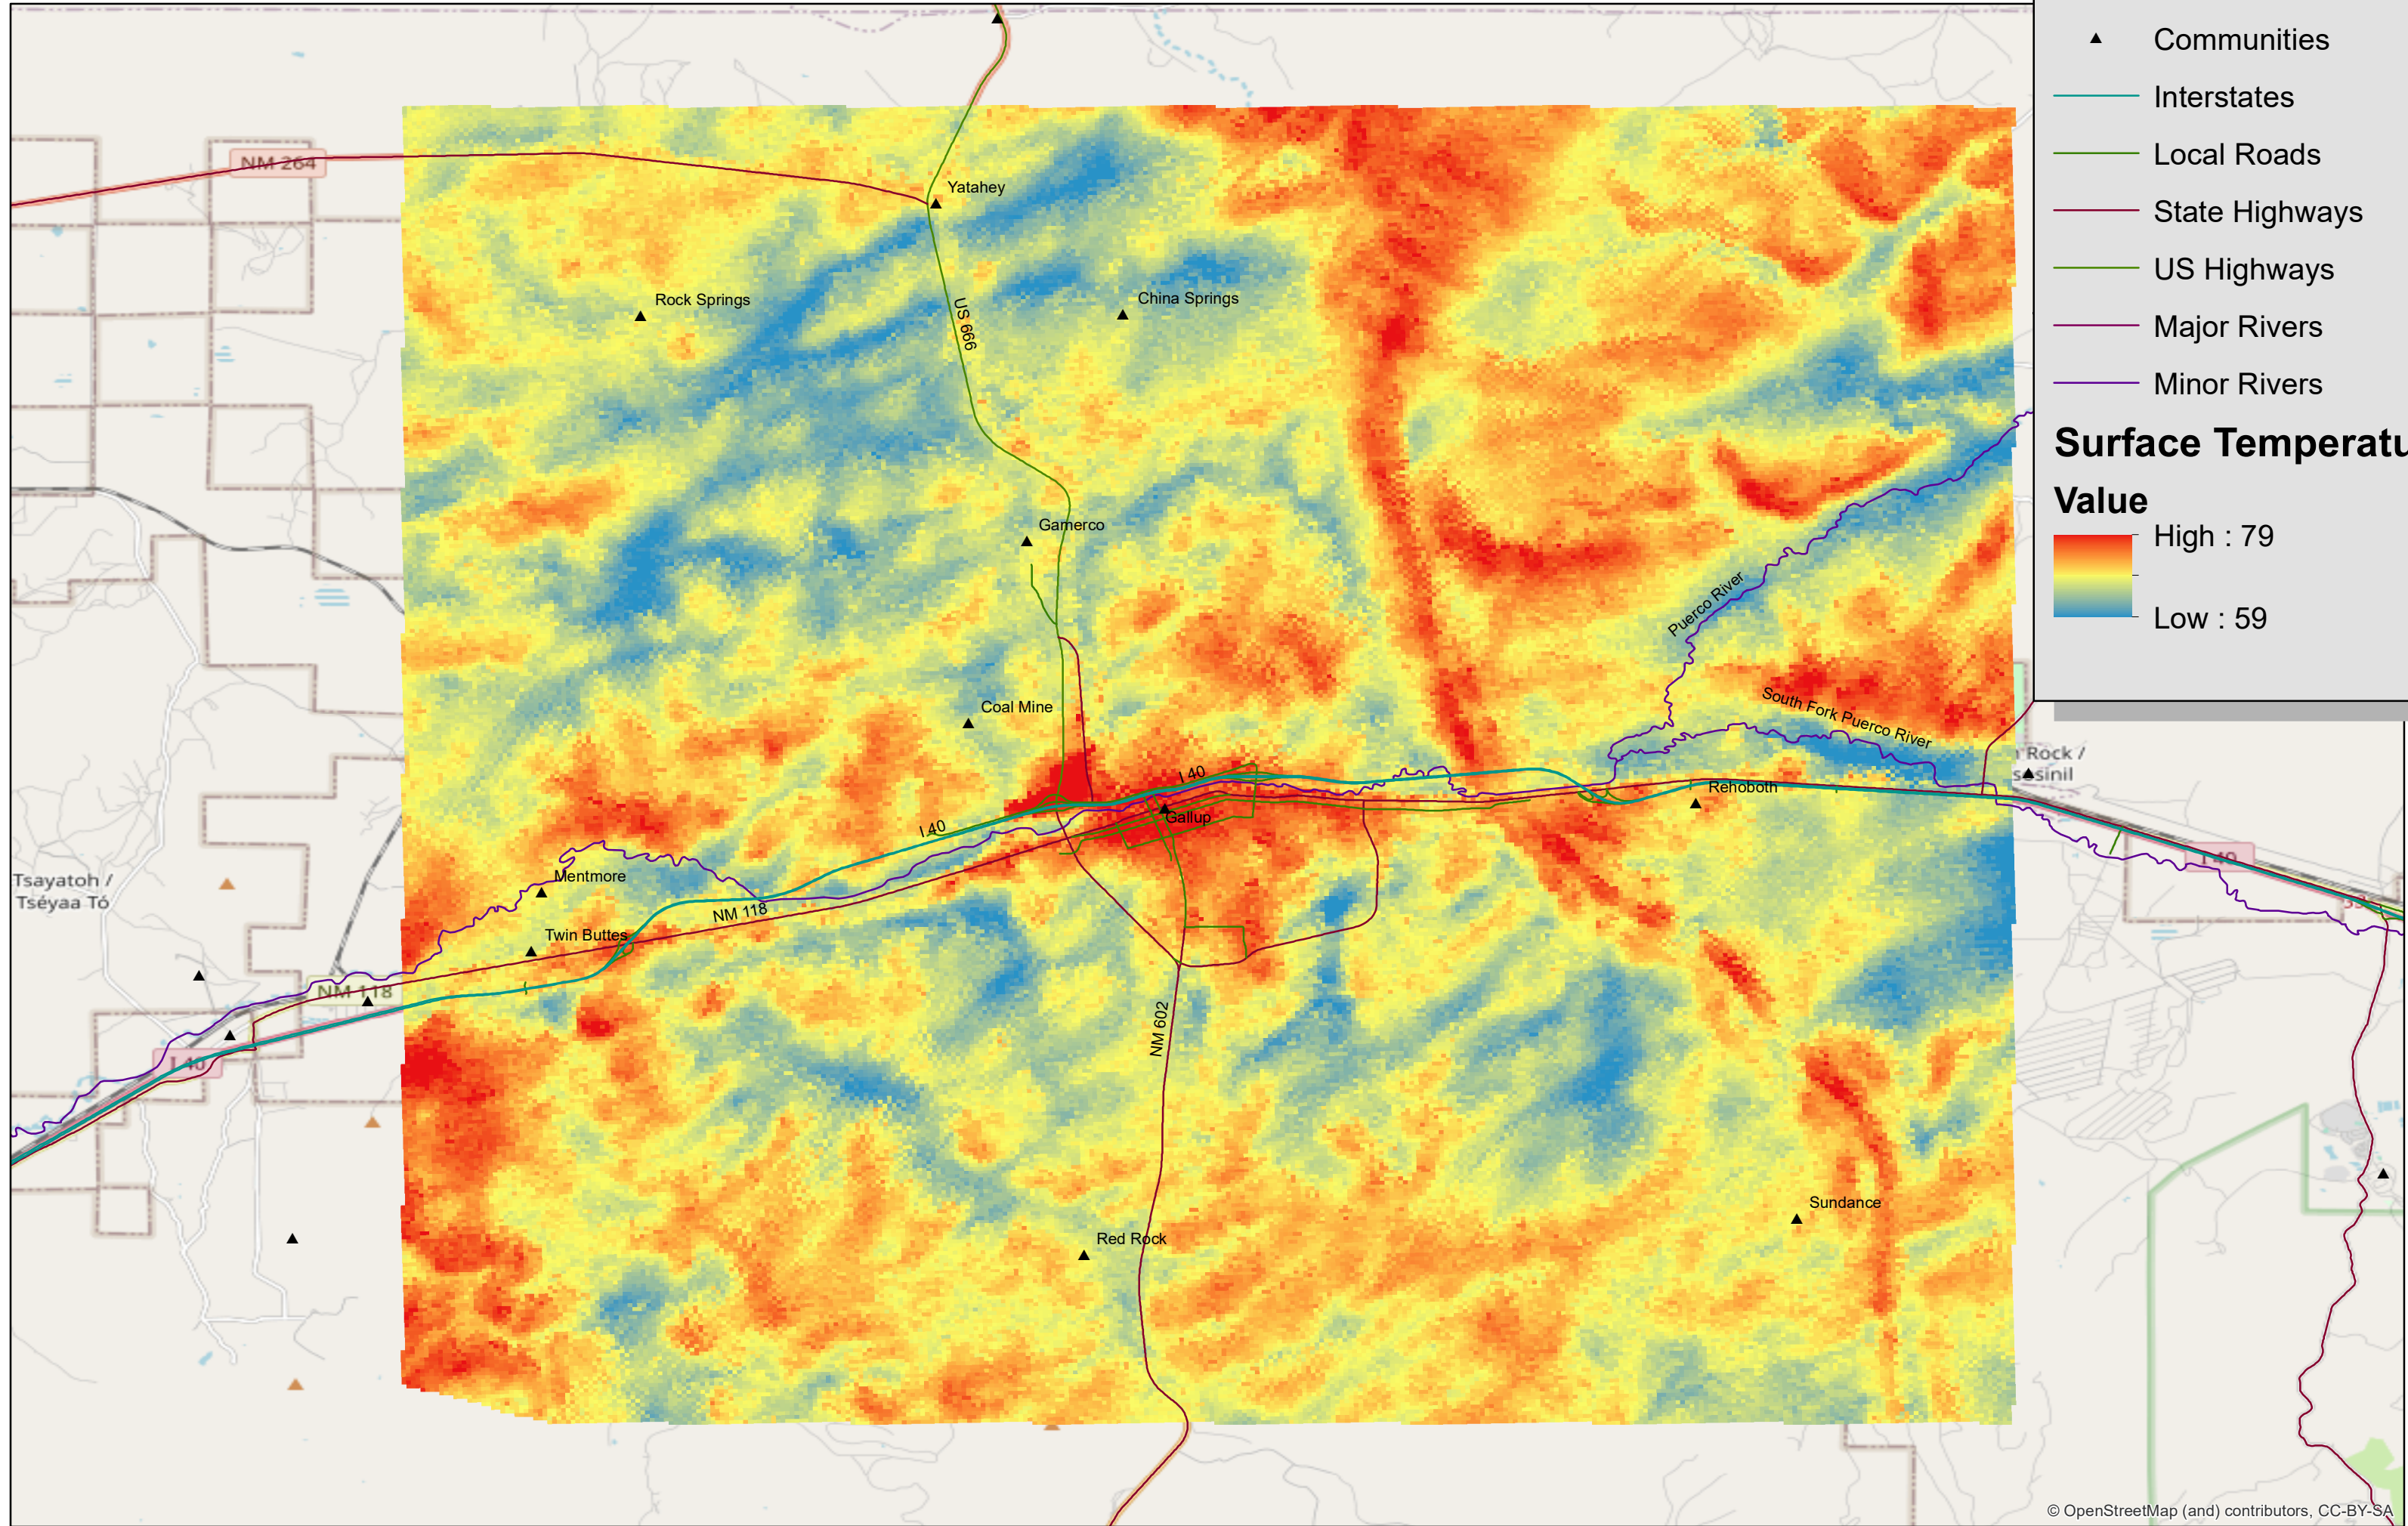 Communities
Interstates
Local Roads
State Highways
US Highways
Major Rivers
Minor Rivers
Surface Temperatu
Value
High : 79
Low : 59
NM 264
Yatahey
Rock Springs
China Springs
US 666
Gamerco
Puerco River
Coal Mine
South Fork Puerco River
Rock /
I 40
Rehoboth
Gallup
I 40
I 40
Tsayatoh /
Tséyaa Tó
Mentmore
NM 118
Twin Buttes
NM 118
I 40
NM 602
Sundance
Red Rock
© OpenStreetMap (and) contributors, CC-BY-SA